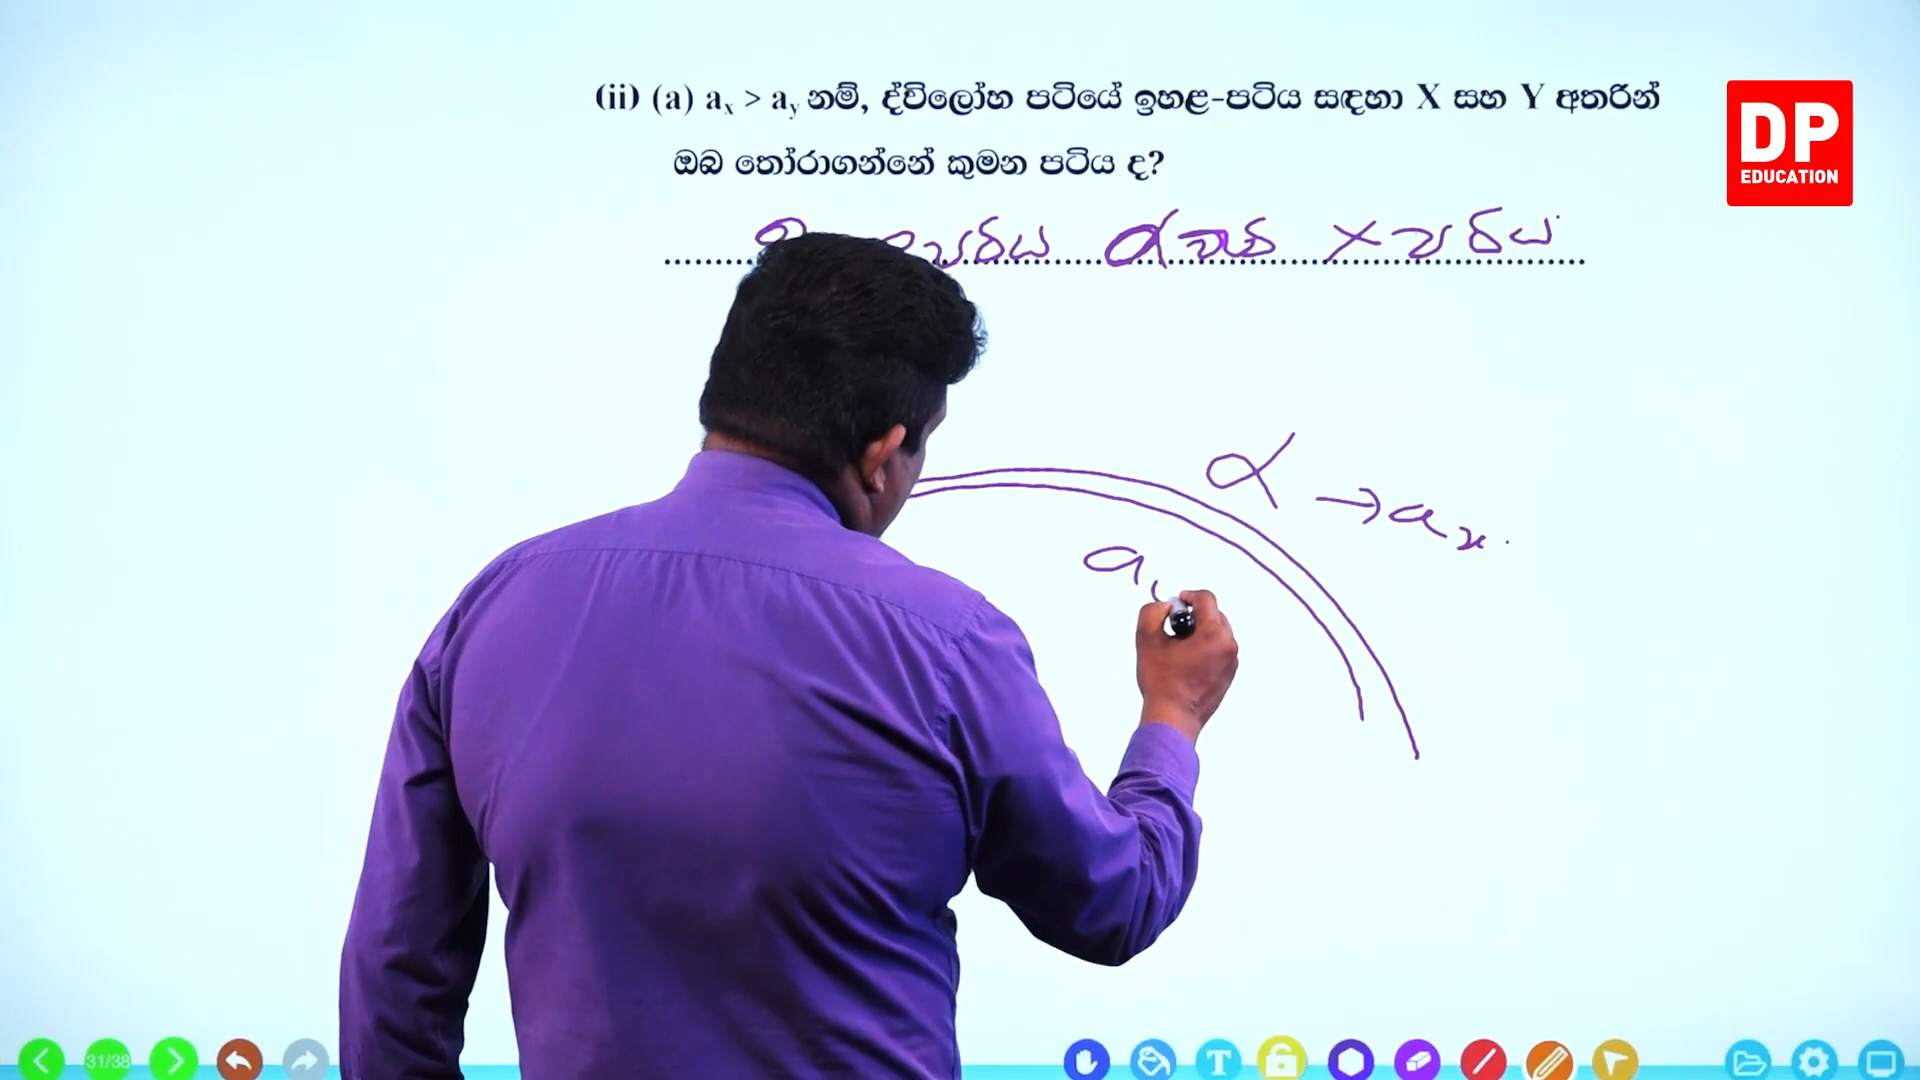 (ii) (a) aₓ > aᵧ නම්, ද්විලෝහ පටියේ ඉහළ-පටිය සඳහා X සහ Y අතරින්
ඔබ තෝරාගන්නේ කුමන පටිය ද?
පටිය α වැඩි X පටිය
DP
EDUCATION
α → aₓ
a
31/38
T